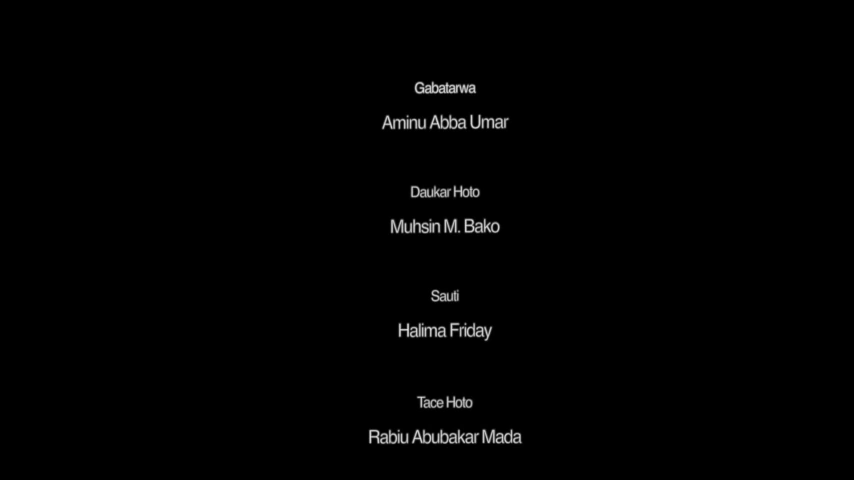 Gabatarwa
Aminu Abba Umar
Daukar Hoto
Muhsin M. Bako
Sauti
Halima Friday
Tace Hoto
Rabiu Abubakar Mada